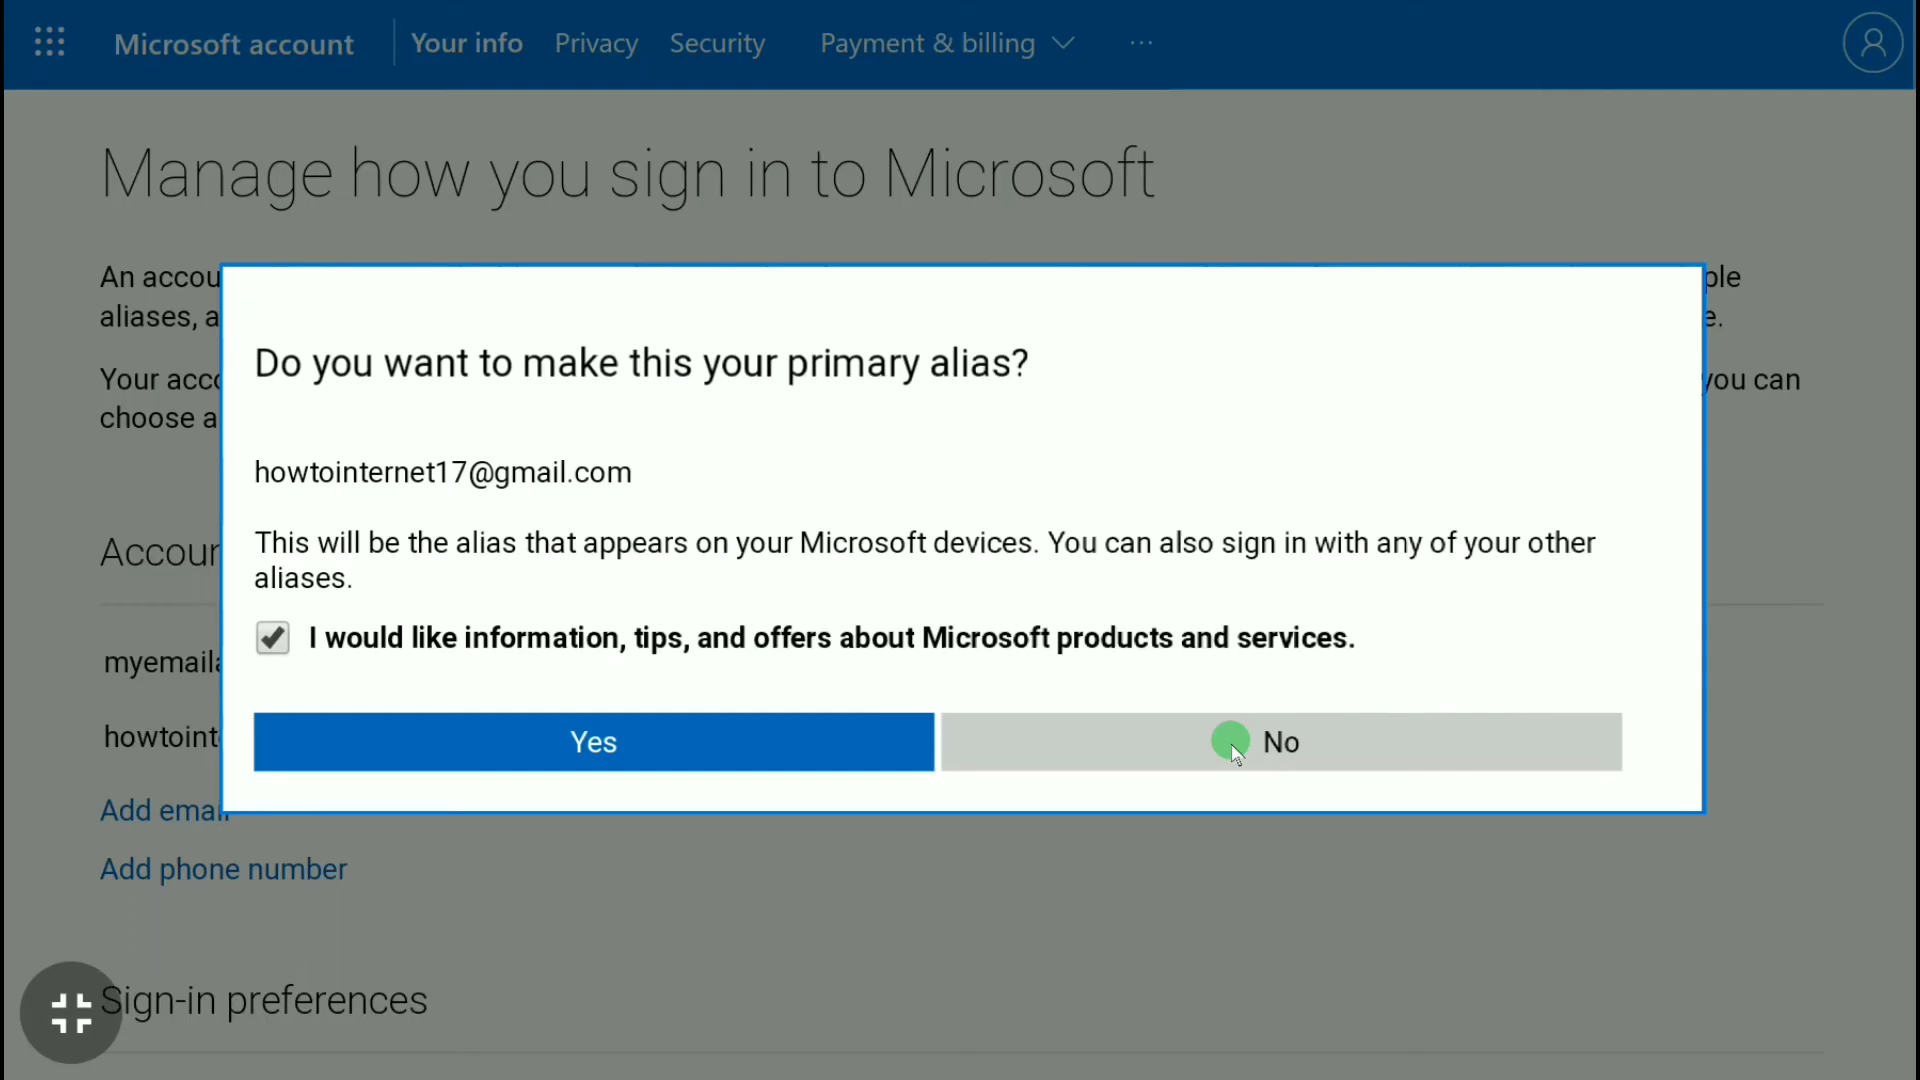 Microsoft account Your info Privacy Security Payment & billing ...
Manage how you sign in to Microsoft
An accou
ple
aliases, a
e.
Do you want to make this your primary alias?
Your acco
you can
choose a
howtointernet17@gmail.com
This will be the alias that appears on your Microsoft devices. You can also sign in with any of your other
aliases.
Accoun
I would like information, tips, and offers about Microsoft products and services.
myemaila
howtoint
Yes
No
Add email
Add phone number
Sign-in preferences